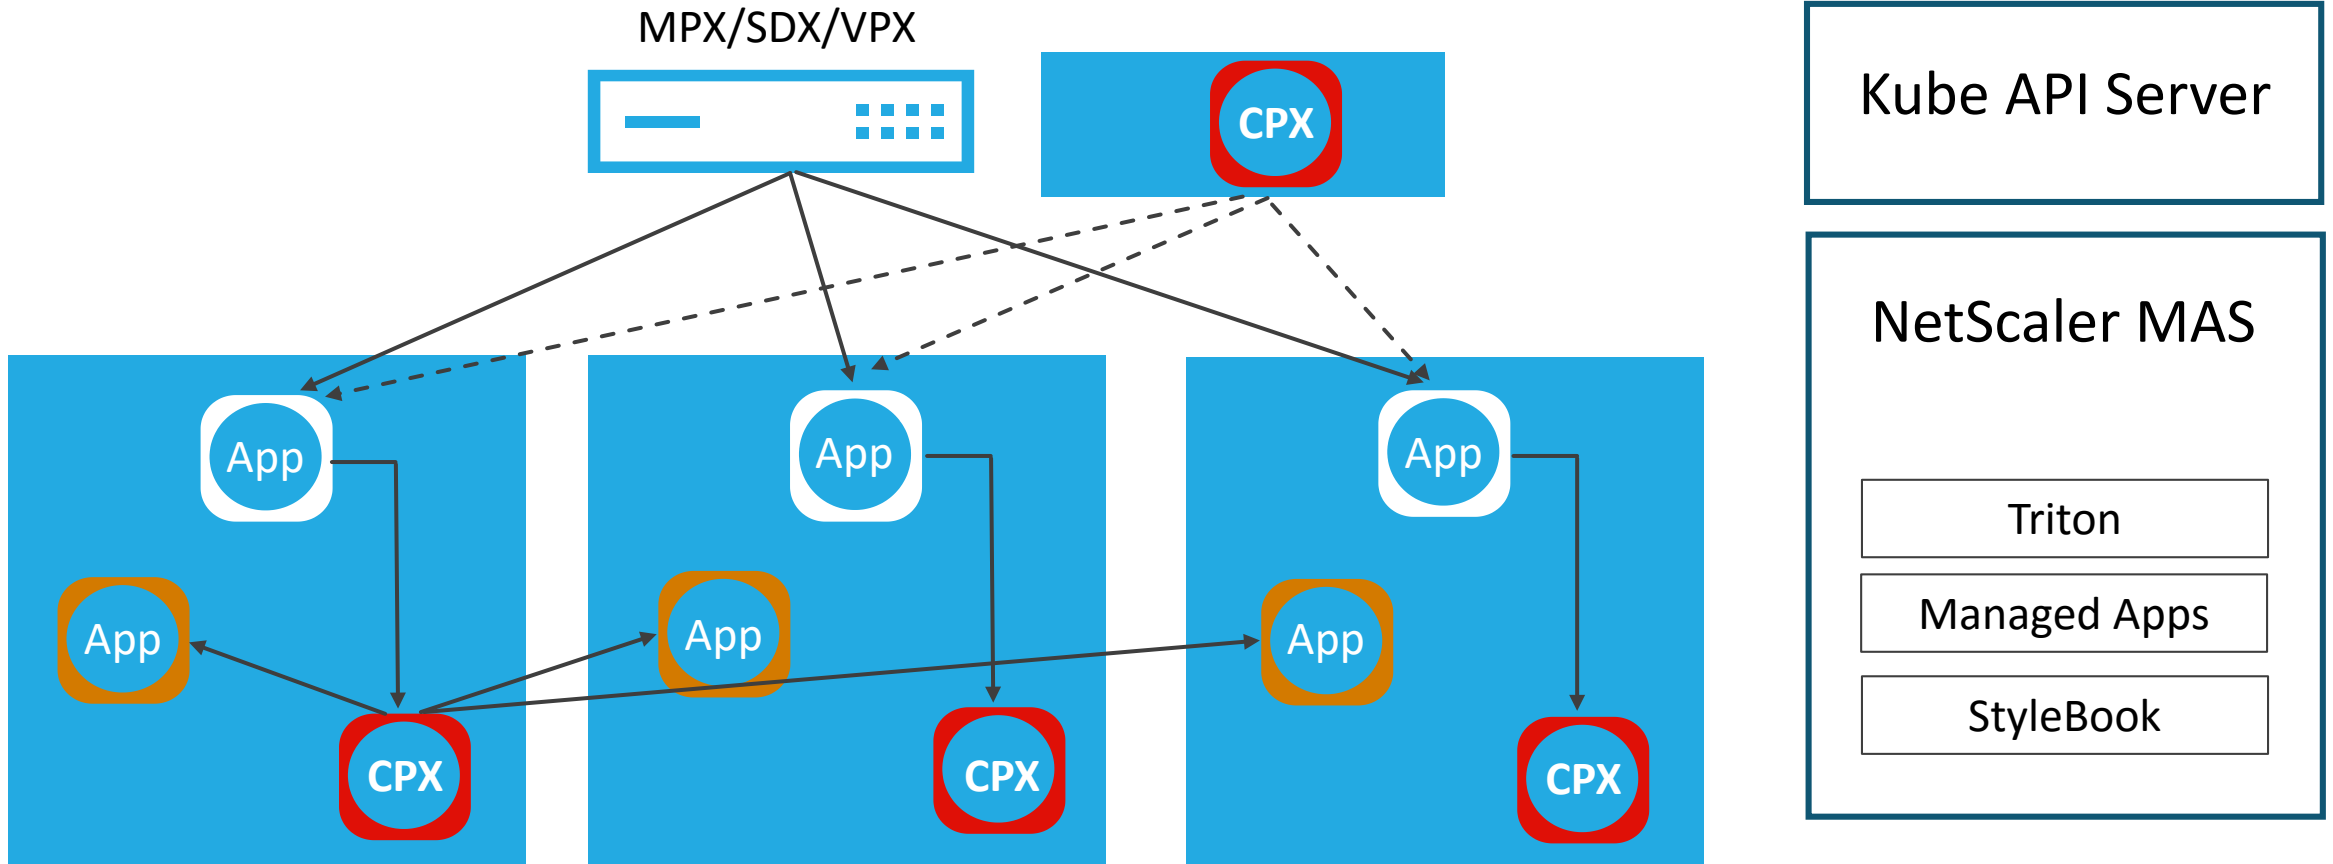 MPX/SDX/VPX
CPX
Kube API Server
NetScaler MAS
App
App
App
App
App
App
CPX
CPX
CPX
Triton
Managed Apps
StyleBook